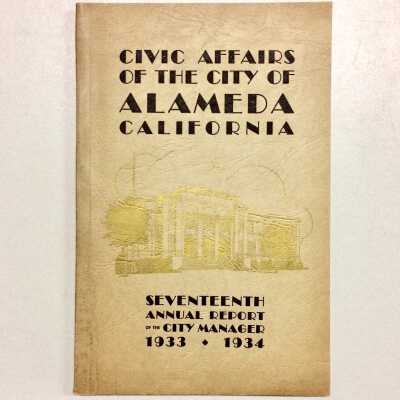 CIVIC AFFAIRS
OF THE CITY OF
ALAMEDA
CALIFORNIA
SEVENTEENTH
ANNUAL REPORT
OF THE CITY MANAGER
1933 ♦ 1934